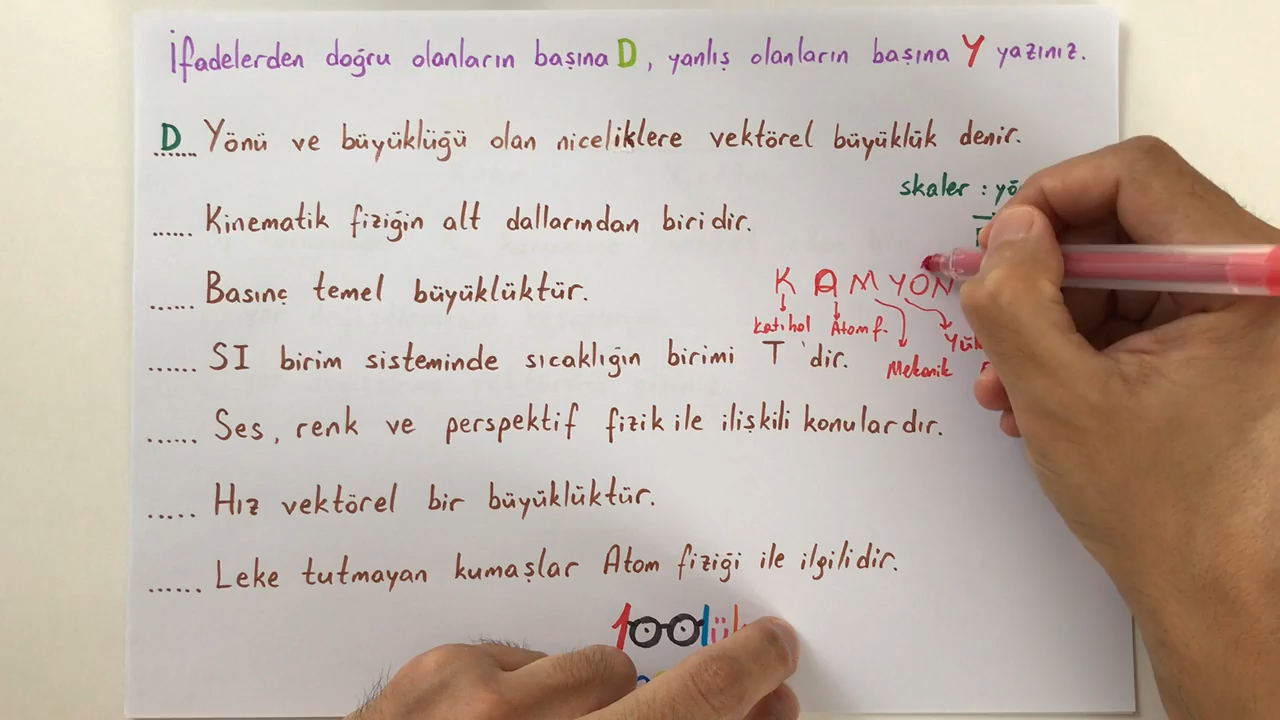 İfadelerden doğru olanların başına D, yanlış olanların başına Y yazınız.
D Yönü ve büyüklüğü olan niceliklere vektörel büyüklük denir.
skaler :
...... Kinematik fiziğin alt dallarından biridir.
KAMYON
...... Basınç temel büyüklüktür.
Katıhal Atom f.
Mekanik
...... SI birim sisteminde sıcaklığın birimi T 'dir.
...... Ses, renk ve perspektif fizik ile ilişkili konulardır.
..... Hız vektörel bir büyüklüktür.
...... Leke tutmayan kumaşlar Atom fiziği ile ilgilidir.